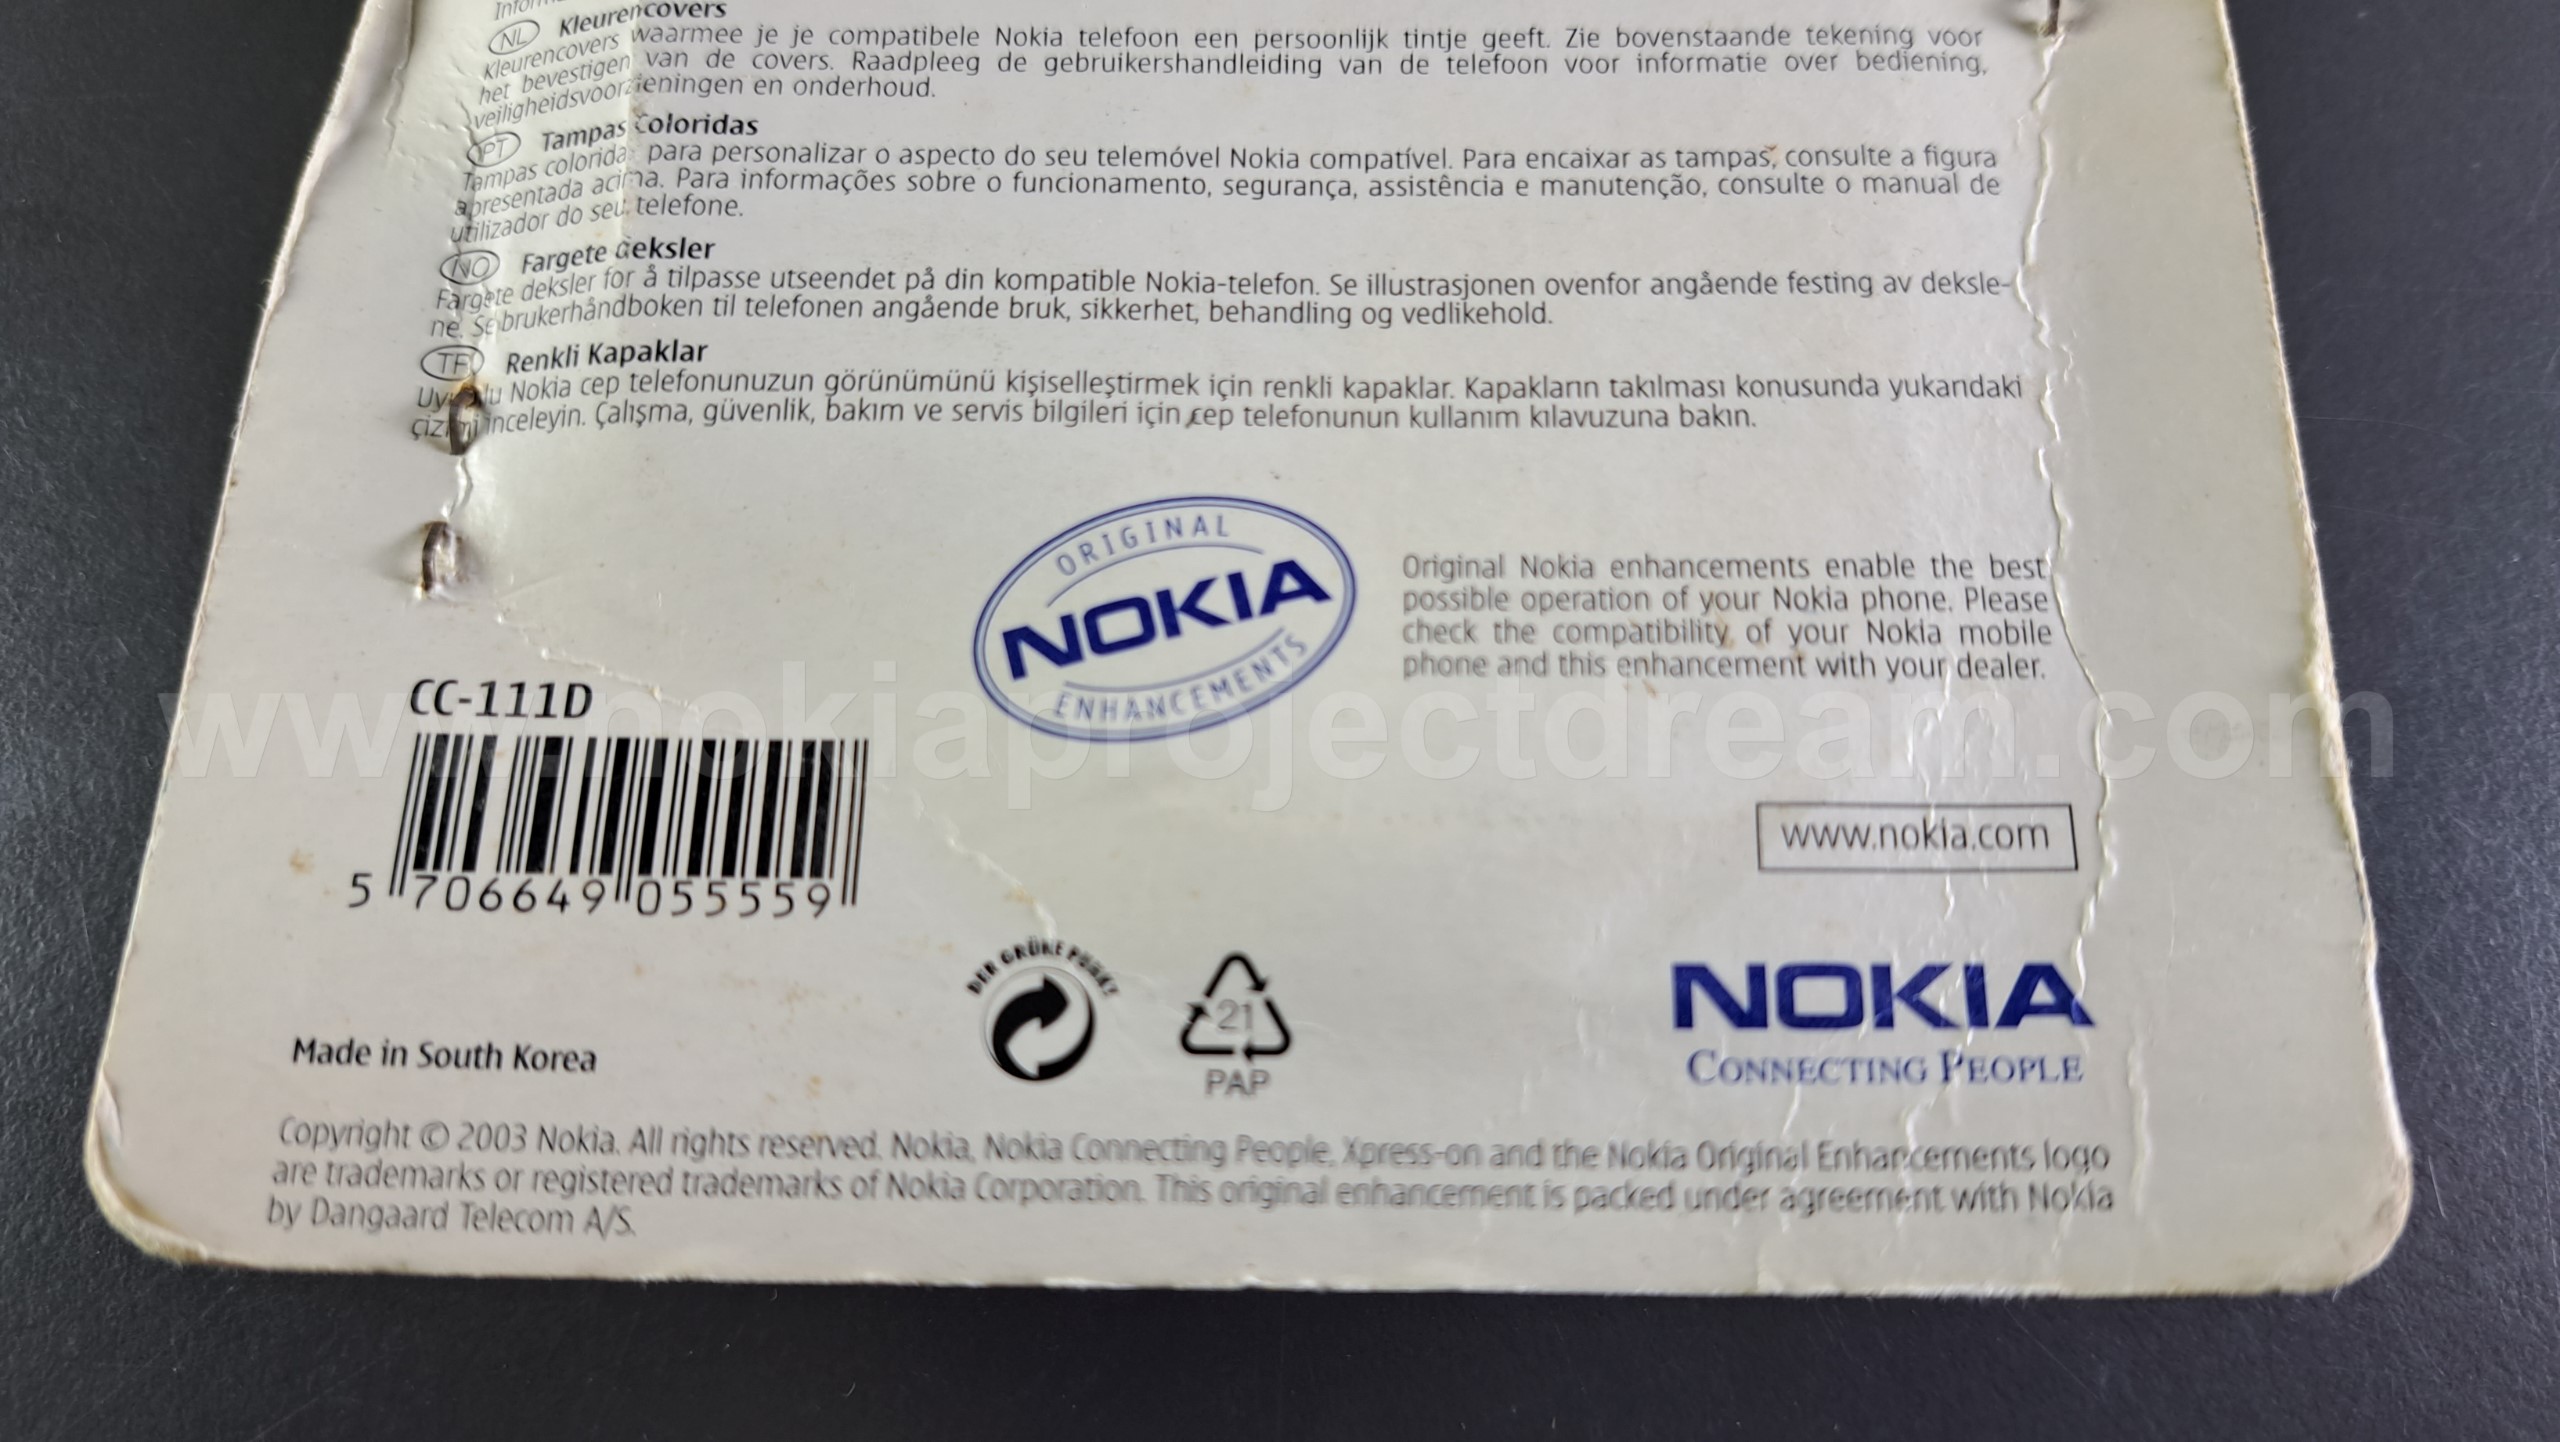 NL Kleurencovers
Kleurencovers waarmee je je compatibele Nokia telefoon een persoonlijk tintje geeft. Zie bovenstaande tekening voor
het bevestigen van de covers. Raadpleeg de gebruikershandleiding van de telefoon voor informatie over bediening,
veiligheidsvoorzieningen en onderhoud.
PT Tampas Coloridas
Tampas coloridas para personalizar o aspecto do seu telemóvel Nokia compatível. Para encaixar as tampas, consulte a figura
apresentada acima. Para informações sobre o funcionamento, segurança, assistência e manutenção, consulte o manual de
utilizador do seu telefone.
NO Fargete deksler
Fargete deksler for å tilpasse utseendet på din kompatible Nokia-telefon. Se illustrasjonen ovenfor angående festing av deksle-
ne. Se brukerhåndboken til telefonen angående bruk, sikkerhet, behandling og vedlikehold.
Renkli Kapaklar
Nokia cep telefonunuzun görünümünü kişiselleştirmek için renkli kapaklar. Kapakların takılması konusunda yukarıdaki
inceleyin. Çalışma, güvenlik, bakım ve servis bilgileri için cep telefonunun kullanım kılavuzuna bakın.
ORIGINAL
NOKIA
ENHANCEMENTS
Original Nokia enhancements enable the best
possible operation of your Nokia phone. Please
check the compatibility of your Nokia mobile
phone and this enhancement with your dealer.
CC-111D
www.nokiaprojectdream.com
5 706649 055559
www.nokia.com
DER GRÜNE PUNKT
21
PAP
NOKIA
CONNECTING PEOPLE
Made in South Korea
Copyright © 2003 Nokia. All rights reserved. Nokia, Nokia Connecting People, Xpress-on and the Nokia Original Enhancements logo
are trademarks or registered trademarks of Nokia Corporation. This original enhancement is packed under agreement with Nokia
by Dangaard Telecom A/S.